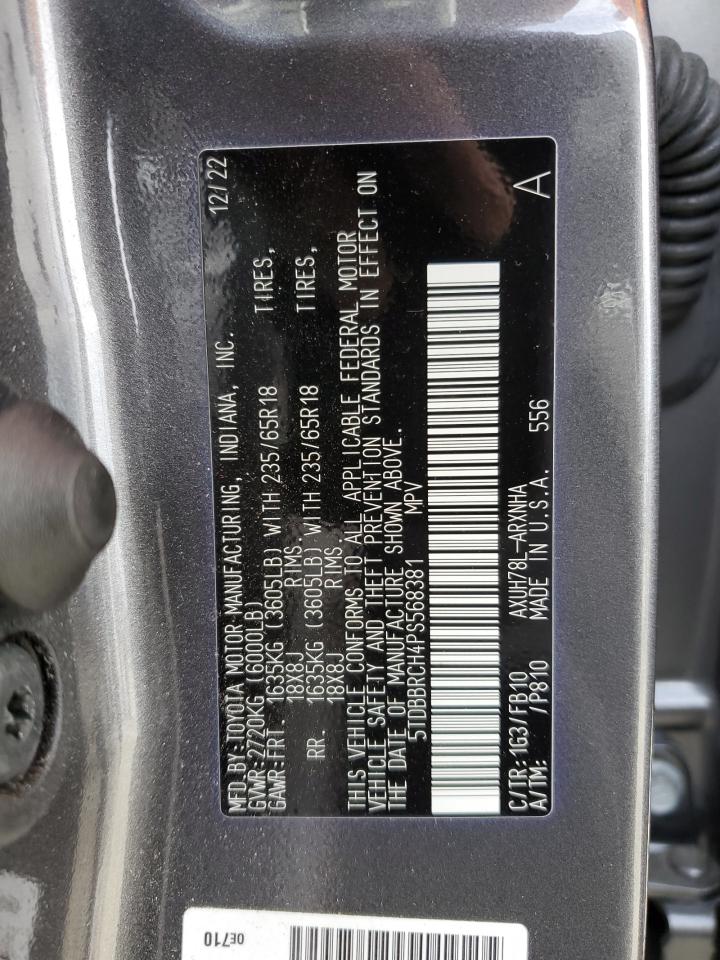 MFD.BY:TOYOTA MOTOR MANUFACTURING, INDIANA, INC. 12/22
GVWR:2720KG (6000LB)
GAWR:FRT. 1635KG (3605LB) WITH 235/65R18 TIRES,
18X8J RIMS
RR. 1635KG (3605LB) WITH 235/65R18 TIRES,
18X8J RIMS
THIS VEHICLE CONFORMS TO ALL APPLICABLE FEDERAL MOTOR
VEHICLE SAFETY AND THEFT PREVENTION STANDARDS IN EFFECT ON
THE DATE OF MANUFACTURE SHOWN ABOVE.
5TDBBRCH4PS568381 MPV
C/TR:1G3/FB10 AXUH78L-ARXNHA
A/TM: /P810 MADE IN U.S.A. 556 A
0E710